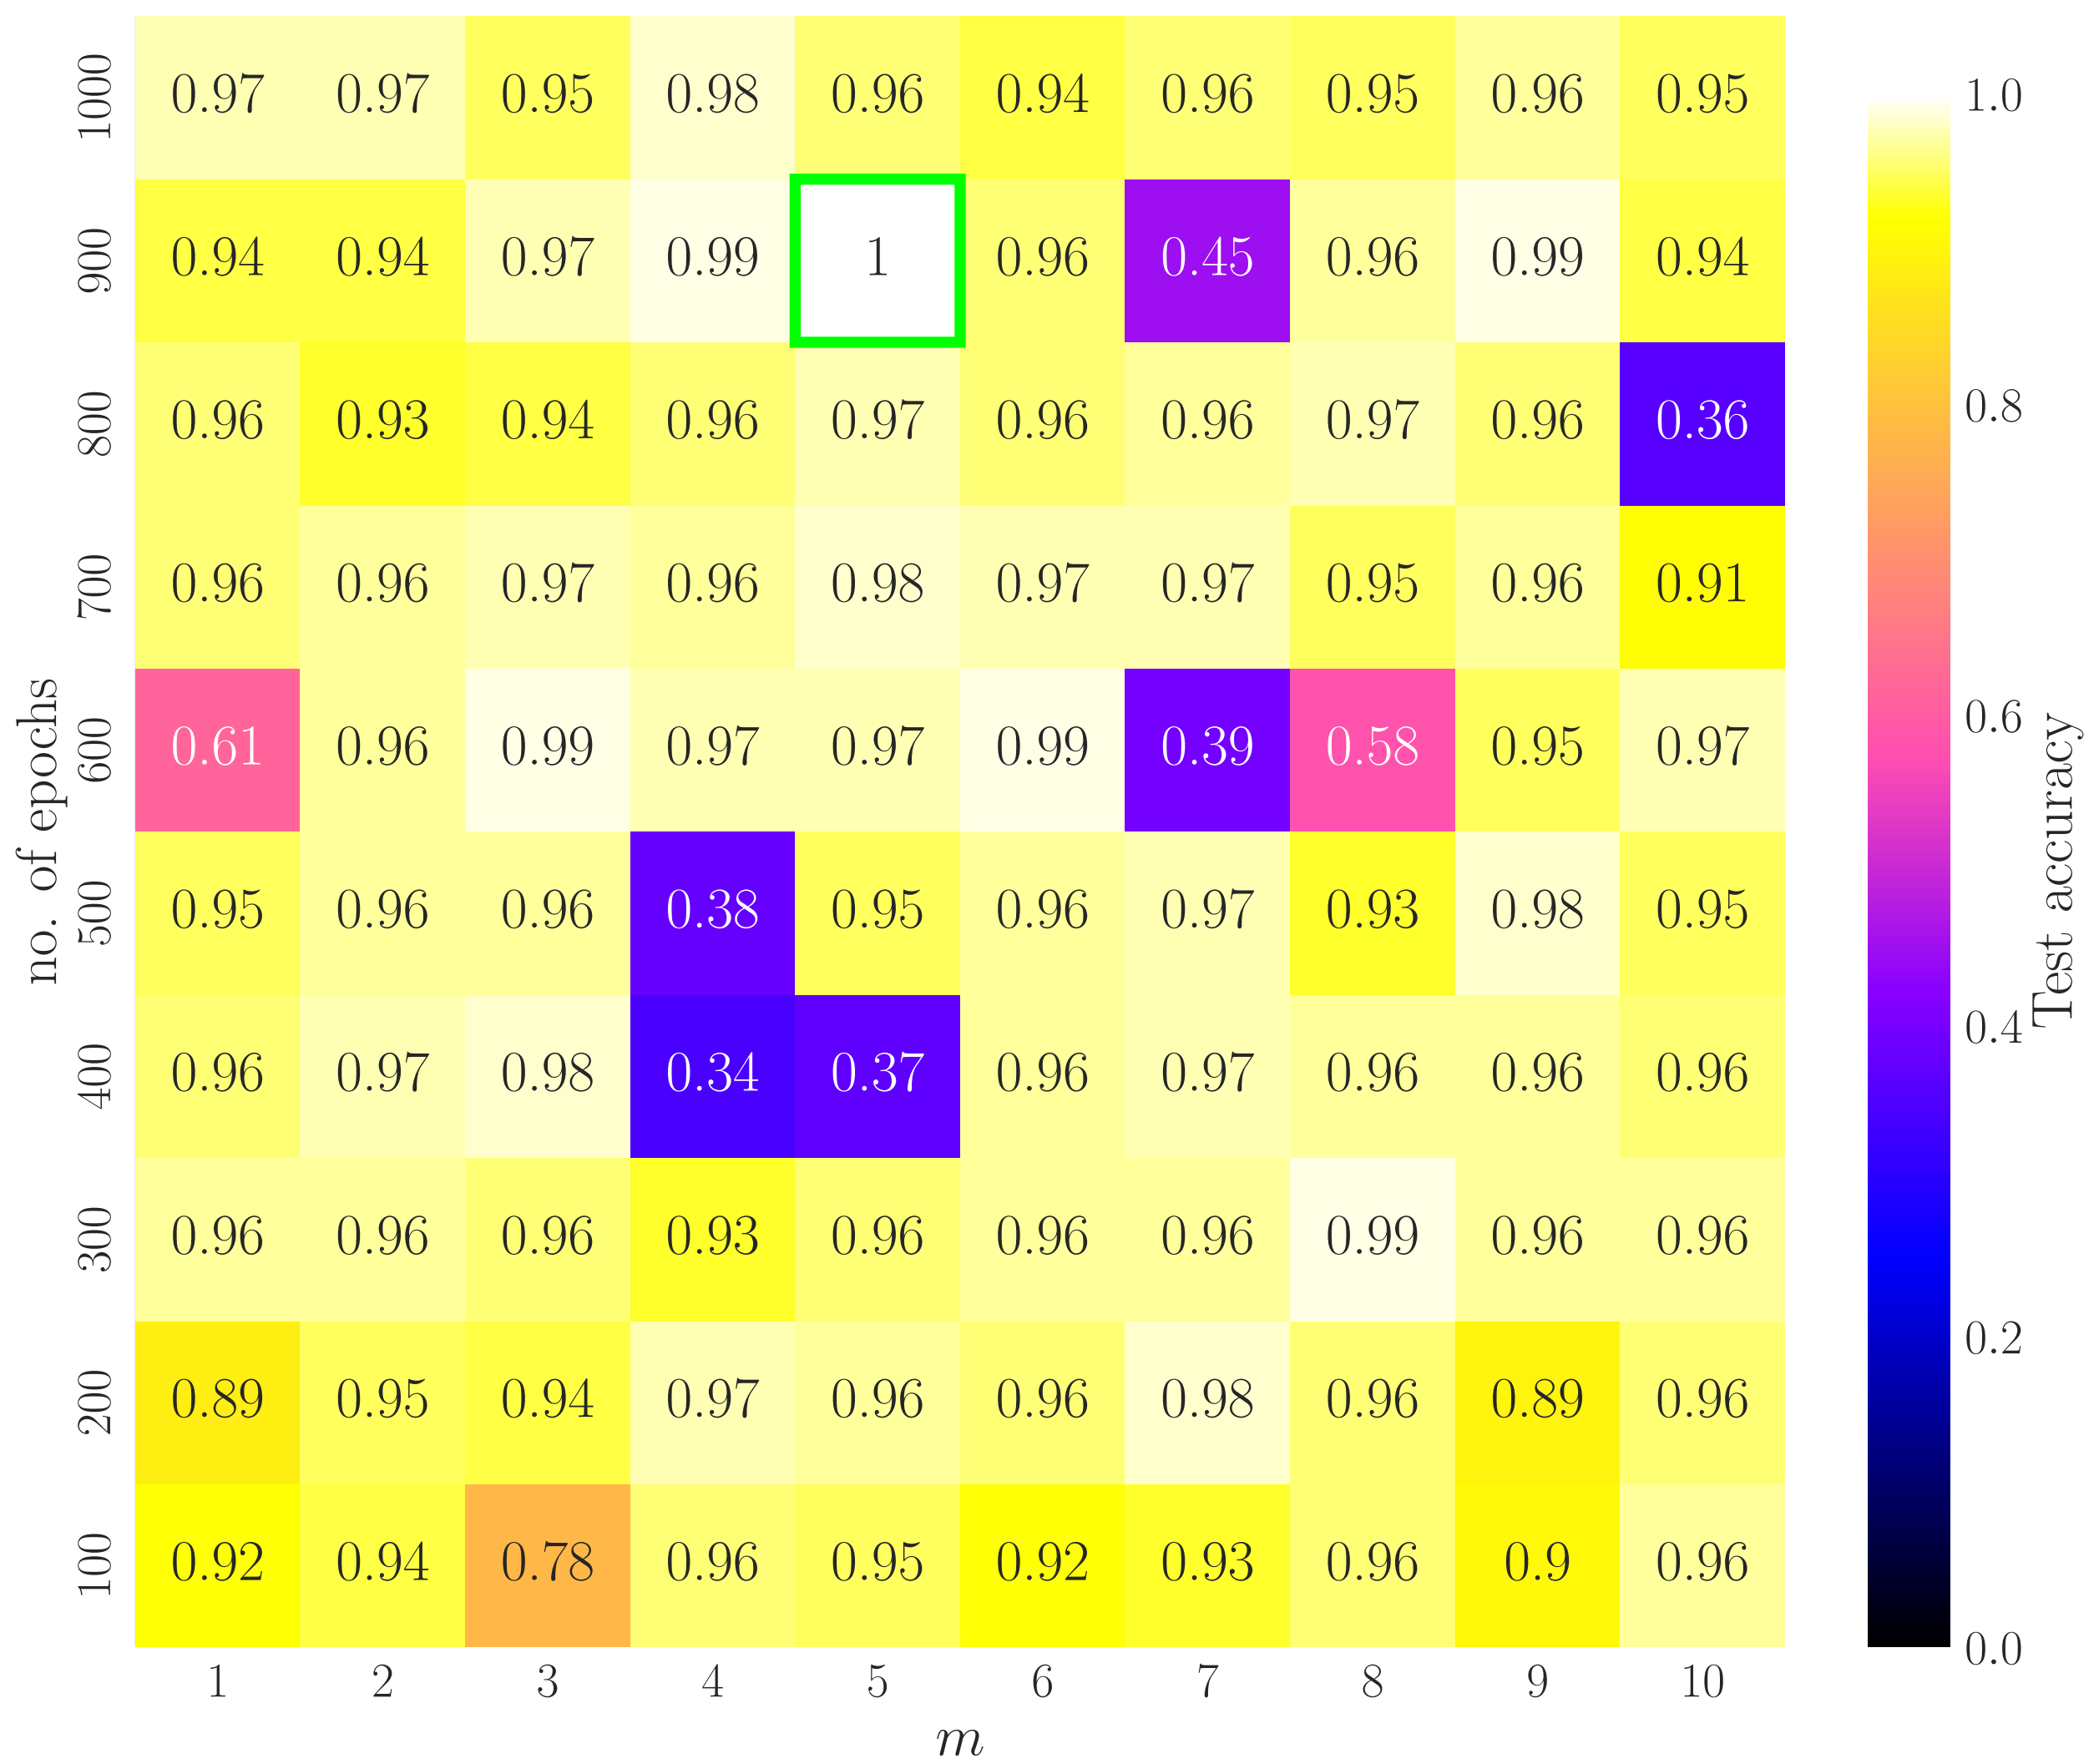 1000 0.97 0.97 0.95 0.98 0.96 0.94 0.96 0.95 0.96 0.95
900 0.94 0.94 0.97 0.99 1 0.96 0.45 0.96 0.99 0.94
800 0.96 0.93 0.94 0.96 0.97 0.96 0.96 0.97 0.96 0.36
700 0.96 0.96 0.97 0.96 0.98 0.97 0.97 0.95 0.96 0.91
600 0.61 0.96 0.99 0.97 0.97 0.99 0.39 0.58 0.95 0.97
500 0.95 0.96 0.96 0.38 0.95 0.96 0.97 0.93 0.98 0.95
400 0.96 0.97 0.98 0.34 0.37 0.96 0.97 0.96 0.96 0.96
300 0.96 0.96 0.96 0.93 0.96 0.96 0.96 0.99 0.96 0.96
200 0.89 0.95 0.94 0.97 0.96 0.96 0.98 0.96 0.89 0.96
100 0.92 0.94 0.78 0.96 0.95 0.92 0.93 0.96 0.9 0.96
1 2 3 4 5 6 7 8 9 10
m
no. of epochs
1.0
0.8
0.6
0.4
0.2
0.0
Test accuracy